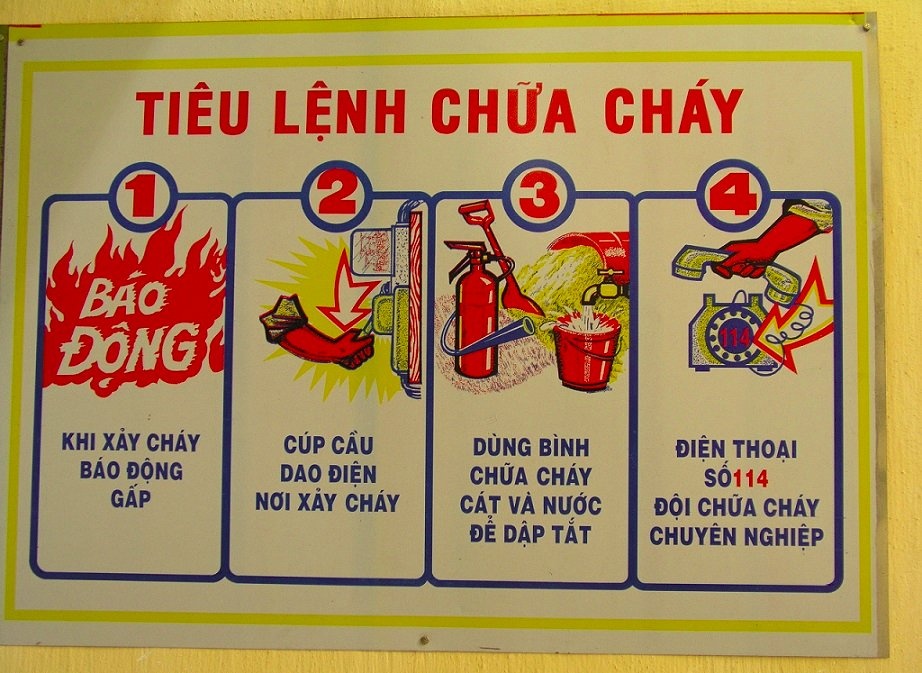 TIÊU LỆNH CHỮA CHÁY
1
BÁO
ĐỘNG
KHI XẢY CHÁY
BÁO ĐỘNG
GẤP
2
CÚP CẦU
DAO ĐIỆN
NƠI XẢY CHÁY
3
DÙNG BÌNH
CHỮA CHÁY
CÁT VÀ NƯỚC
ĐỂ DẬP TẮT
4
114
ĐIỆN THOẠI
SỐ114
ĐỘI CHỮA CHÁY
CHUYÊN NGHIỆP